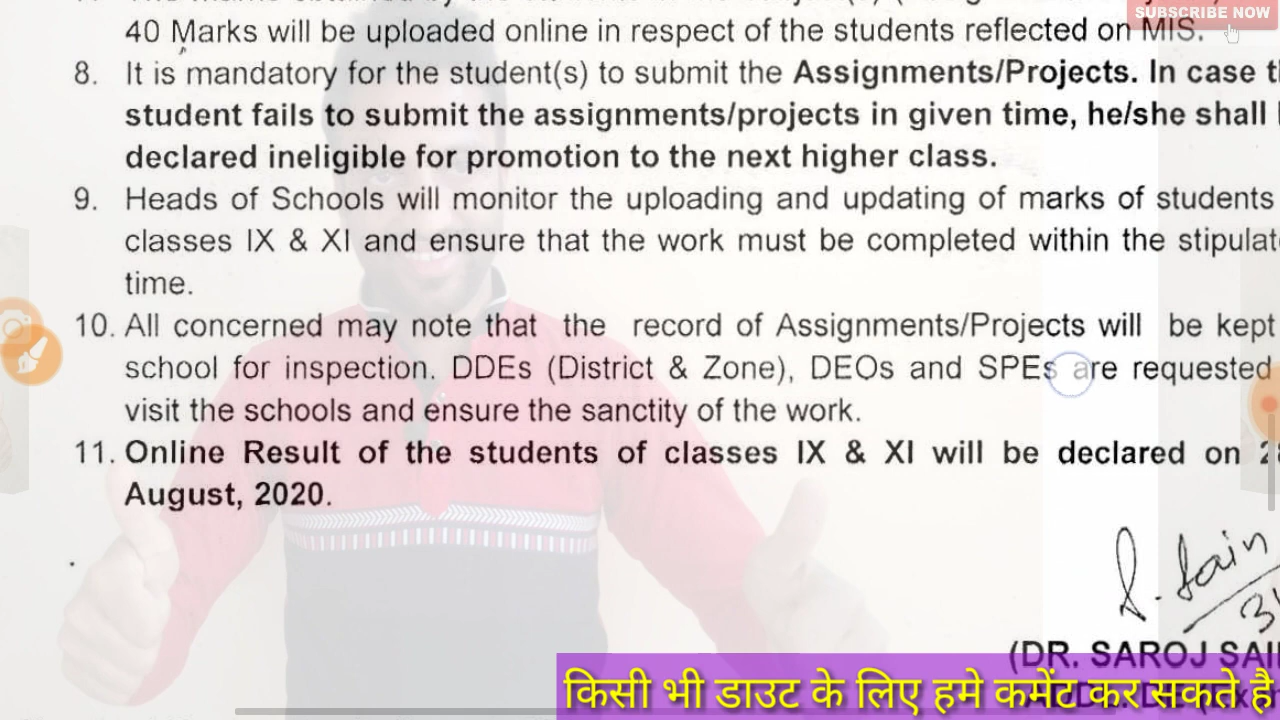 SUBSCRIBE NOW
40 Marks will be uploaded online in respect of the students reflected on MIS.
8. It is mandatory for the student(s) to submit the Assignments/Projects. In case
student fails to submit the assignments/projects in given time, he/she shall
declared ineligible for promotion to the next higher class.
9. Heads of Schools will monitor the uploading and updating of marks of students
classes IX & XI and ensure that the work must be completed within the
time.
10. All concerned may note that the record of Assignments/Projects will be kept
school for inspection. DDEs (District & Zone), DEOs and SPEs are requested
visit the schools and ensure the sanctity of the work.
11. Online Result of the students of classes IX & XI will be declared on
August, 2020.
(DR. SAROJ
किसी भी डाउट के लिए हमे कमेंट कर सकते है